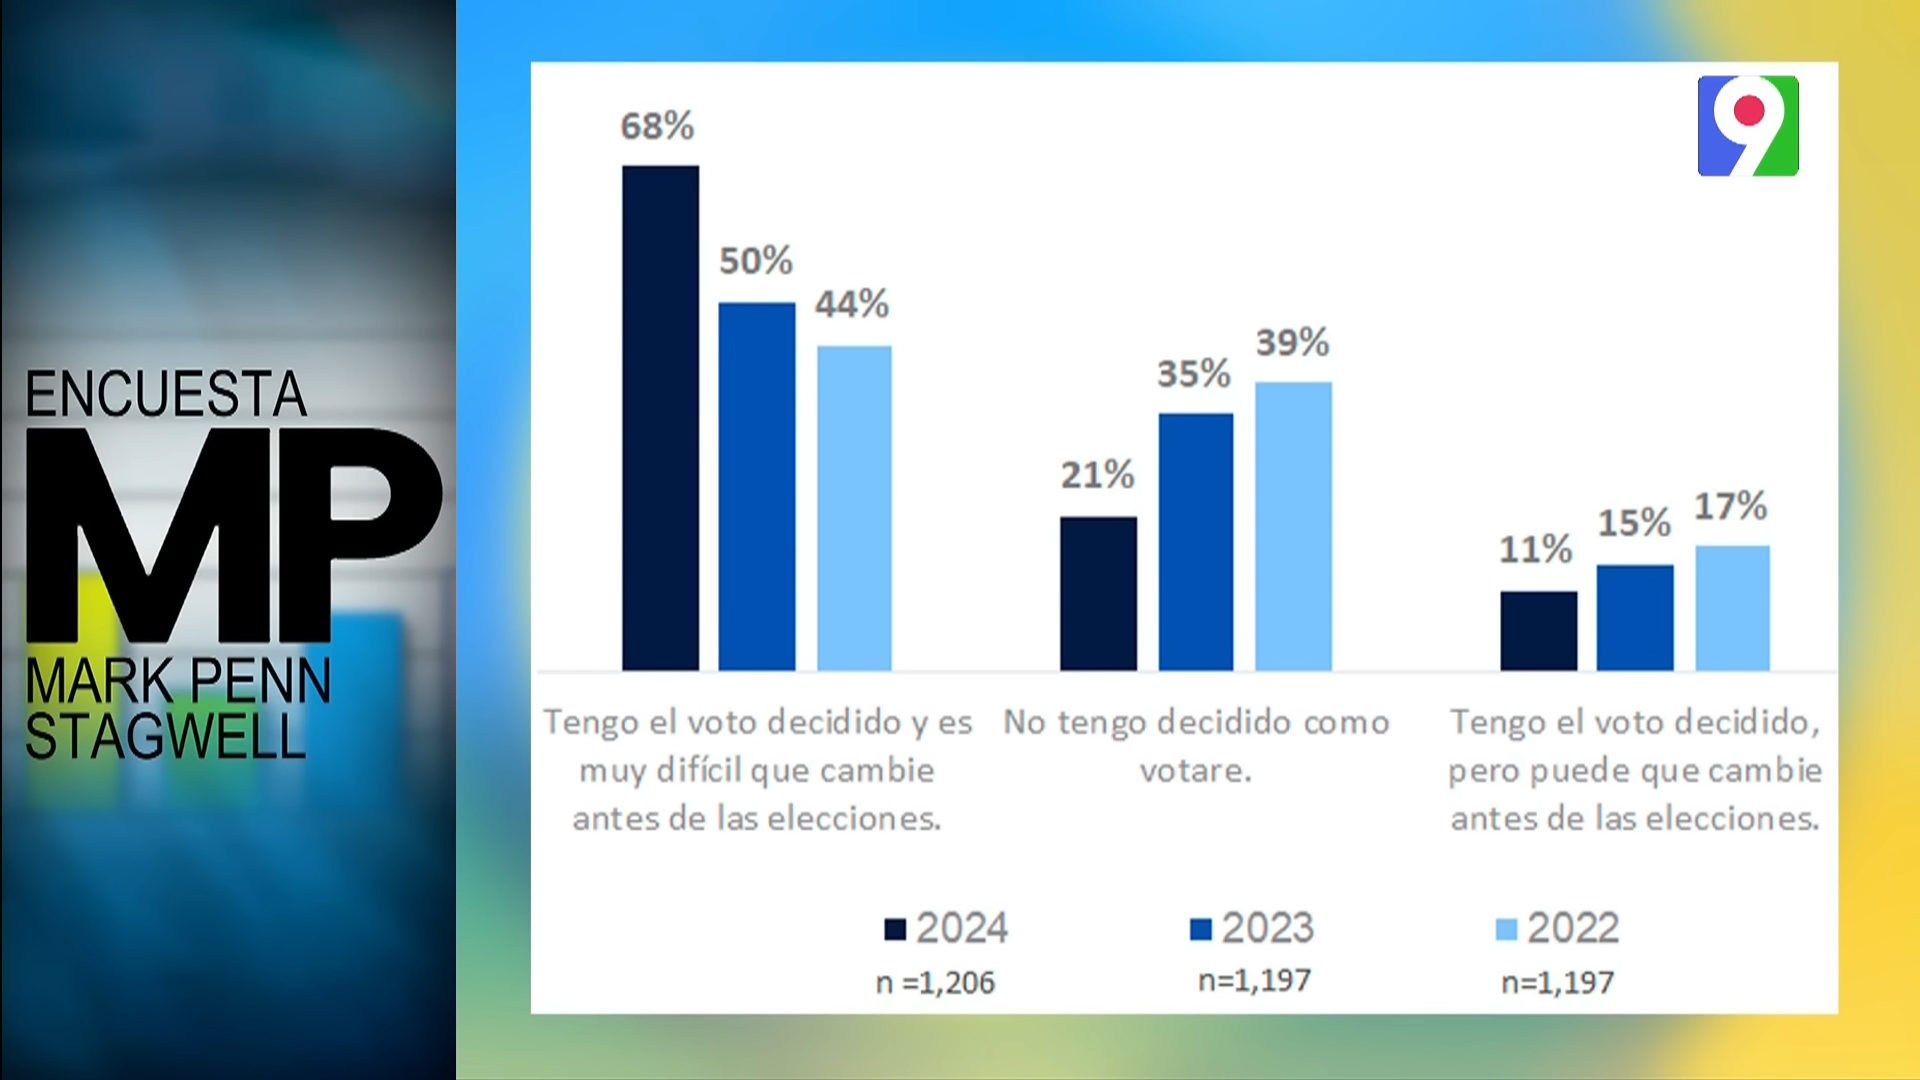 ENCUESTA
MP
MARK PENN
STAGWELL
9
68%
50%
44%
21%
35%
39%
11%
15%
17%
Tengo el voto decidido y es
muy difícil que cambie
antes de las elecciones.
No tengo decidido como
votare.
Tengo el voto decidido,
pero puede que cambie
antes de las elecciones.
2024
n =1,206
2023
n=1,197
2022
n=1,197